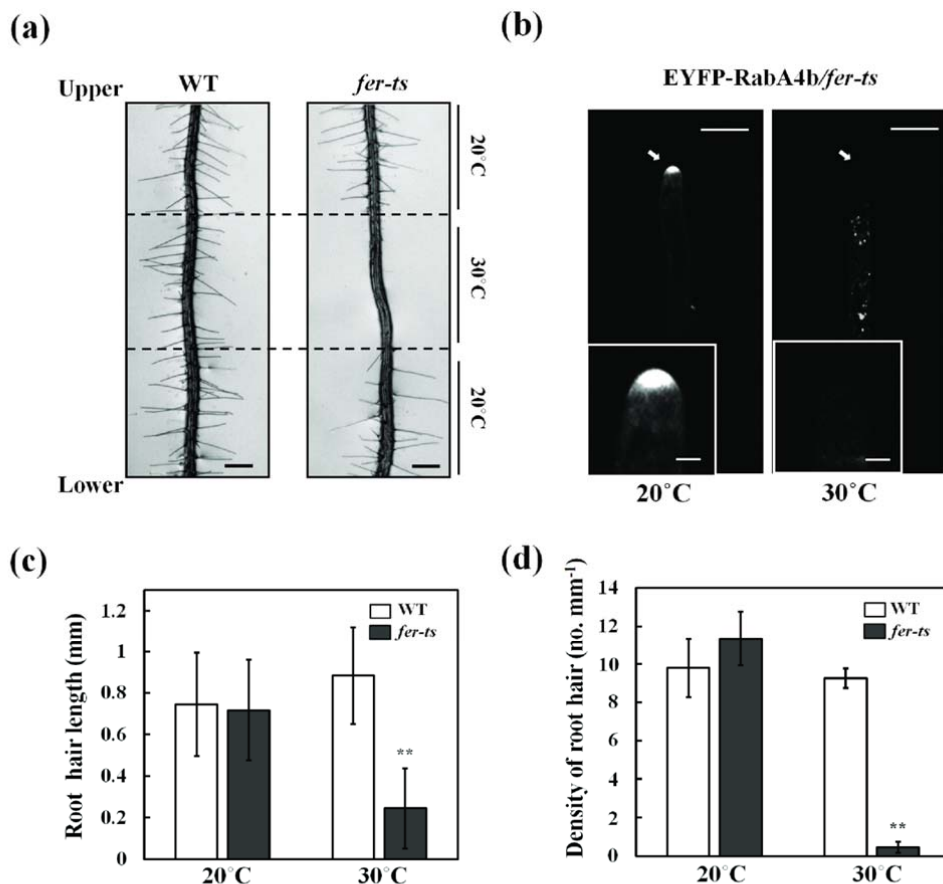 (a)
Upper
WT
fer-ts
20°C
30°C
20°C
Lower
(b)
EYFP-RabA4b/fer-ts
20°C
30°C
(c)
Root hair length (mm)
1.2
1
0.8
0.6
0.4
0.2
0
WT
fer-ts
**
20°C
30°C
(d)
Density of root hair (no. mm⁻¹)
14
12
10
8
6
4
2
0
WT
fer-ts
**
20°C
30°C